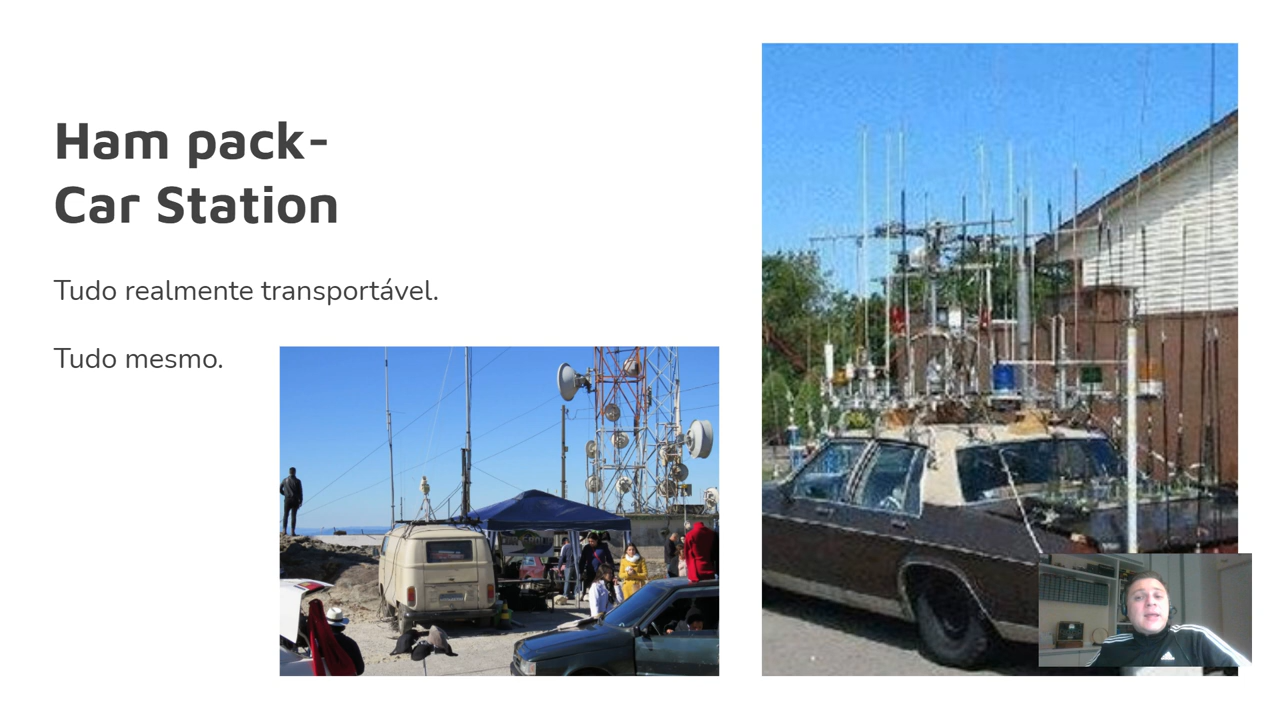 Ham pack-
Car Station
Tudo realmente transportável.
Tudo mesmo.